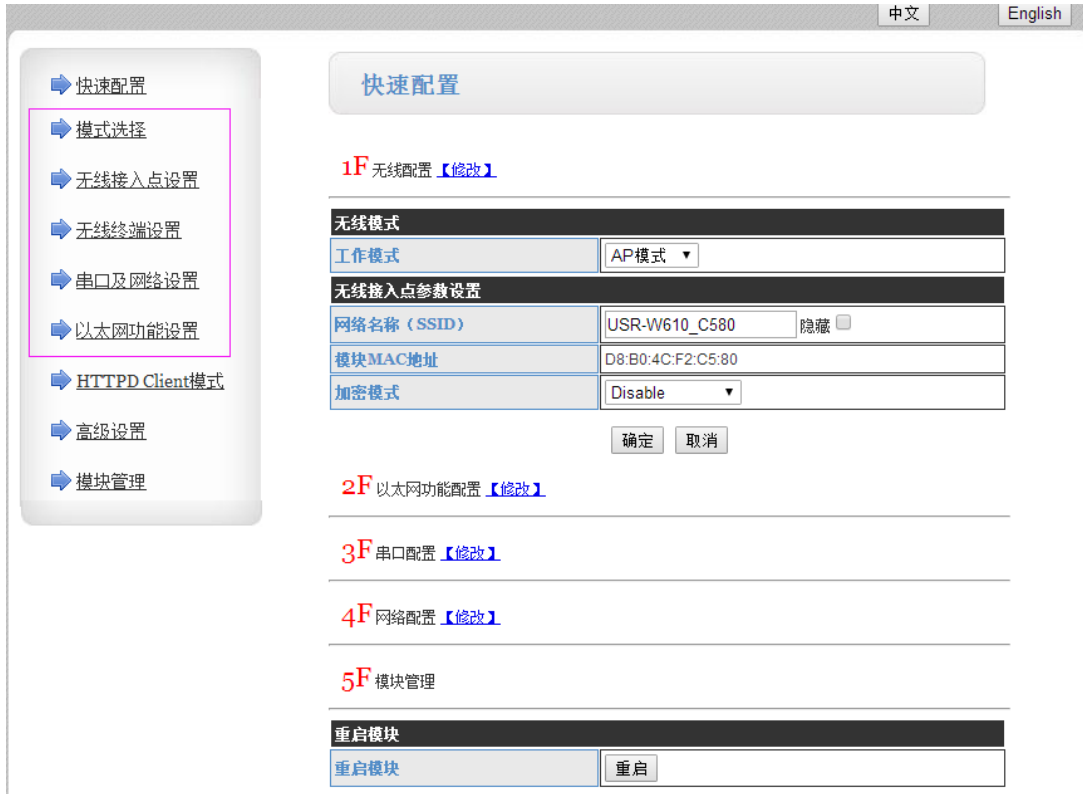 中文 English
快速配置
模式选择
无线接入点设置
无线终端设置
串口及网络设置
以太网功能设置
HTTPD Client模式
高级设置
模块管理
快速配置
1F 无线配置 【修改】
无线模式
工作模式 AP模式
无线接入点参数设置
网络名称（SSID） USR-W610_C580 隐藏
模块MAC地址 D8:B0:4C:F2:C5:80
加密模式 Disable
确定 取消
2F 以太网功能配置 【修改】
3F 串口配置 【修改】
4F 网络配置 【修改】
5F 模块管理
重启模块
重启模块 重启